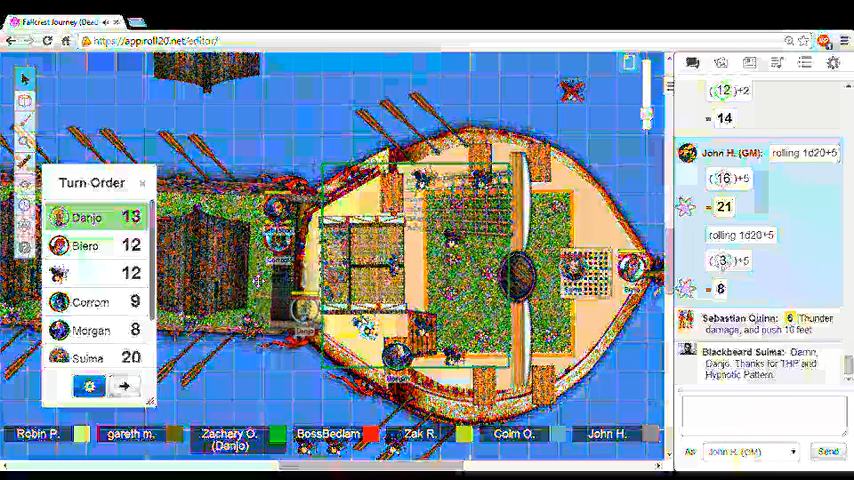 Fallcrest Journey (Dead
https://app.roll20.net/editor/
Turn Order
Danjo 13
Biero 12
12
Corrom 9
Morgan 8
Suima 20
(12)+2
= 14
John H. (GM): rolling 1d20+5
(16)+5
= 21
rolling 1d20+5
(3)+5
= 8
Sebastian Quinn: 6 Thunder
damage, and push 10 feet
Blackbeard Suima: Damn,
Danjo. Thanks for THP and
Hypnotic Pattern.
As John H. (GM) Send
Robin P.
gareth m.
Zachary O.
(Danjo)
BossBedlam
Zak R.
Colm O.
John H.